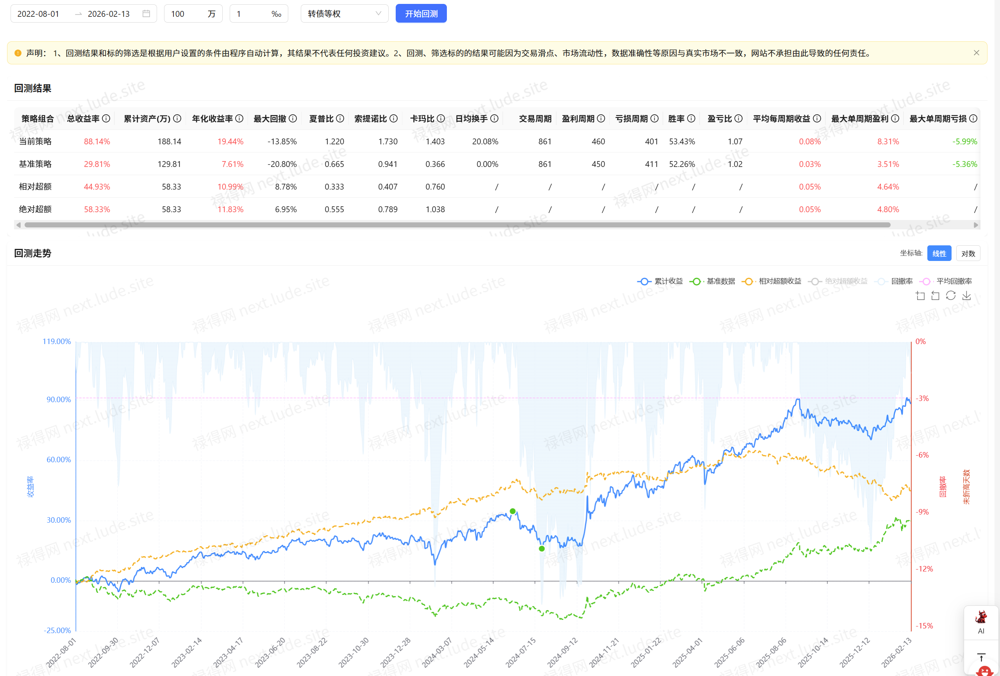 2022-08-01 → 2026-02-13 100 万 1 ‰ 转债等权 开始回测
声明： 1、回测结果和标的筛选是根据用户设置的条件由程序自动计算，其结果不代表任何投资建议。2、回测、筛选标的的结果可能因为交易滑点、市场流动性，数据准确性等原因与真实市场不一致，网站不承担由此导致的任何责任。
回测结果
策略组合 总收益率 累计资产(万) 年化收益率 最大回撤 夏普比 索提诺比 卡玛比 日均换手 交易周期 盈利周期 亏损周期 胜率 盈亏比 平均每周期收益 最大单周期盈利 最大单周期亏损
当前策略 88.14% 188.14 19.44% -13.85% 1.220 1.730 1.403 20.08% 861 460 401 53.43% 1.07 0.08% 8.31% -5.99%
基准策略 29.81% 129.81 7.61% -20.80% 0.665 0.941 0.366 0.00% 861 450 411 52.26% 1.02 0.03% 3.51% -5.36%
相对超额 44.93% 58.33 10.99% 8.78% 0.333 0.407 0.760 / / / / / / 0.05% 4.64% /
绝对超额 58.33% 58.33 11.83% 6.95% 0.555 0.789 1.038 / / / / / / 0.05% 4.80% /
回测走势
坐标轴: 线性 对数
累计收益 基准数据 相对超额收益 绝对超额收益 回撤率 平均回撤率
119.00%
90.00%
60.00%
30.00%
0.00%
-25.00%
收益率
0%
-3%
-6%
-9%
-12%
-15%
回撤率
未新高天数
2022-08-01 2022-09-30 2022-12-07 2023-02-14 2023-04-17 2023-06-20 2023-08-22 2023-10-30 2023-12-28 2024-03-07 2024-05-14 2024-07-15 2024-09-12 2024-11-21 2025-01-22 2025-04-01 2025-06-06 2025-08-06 2025-10-14 2025-12-12 2026-02-13
AI
禄得网 next.lude.site